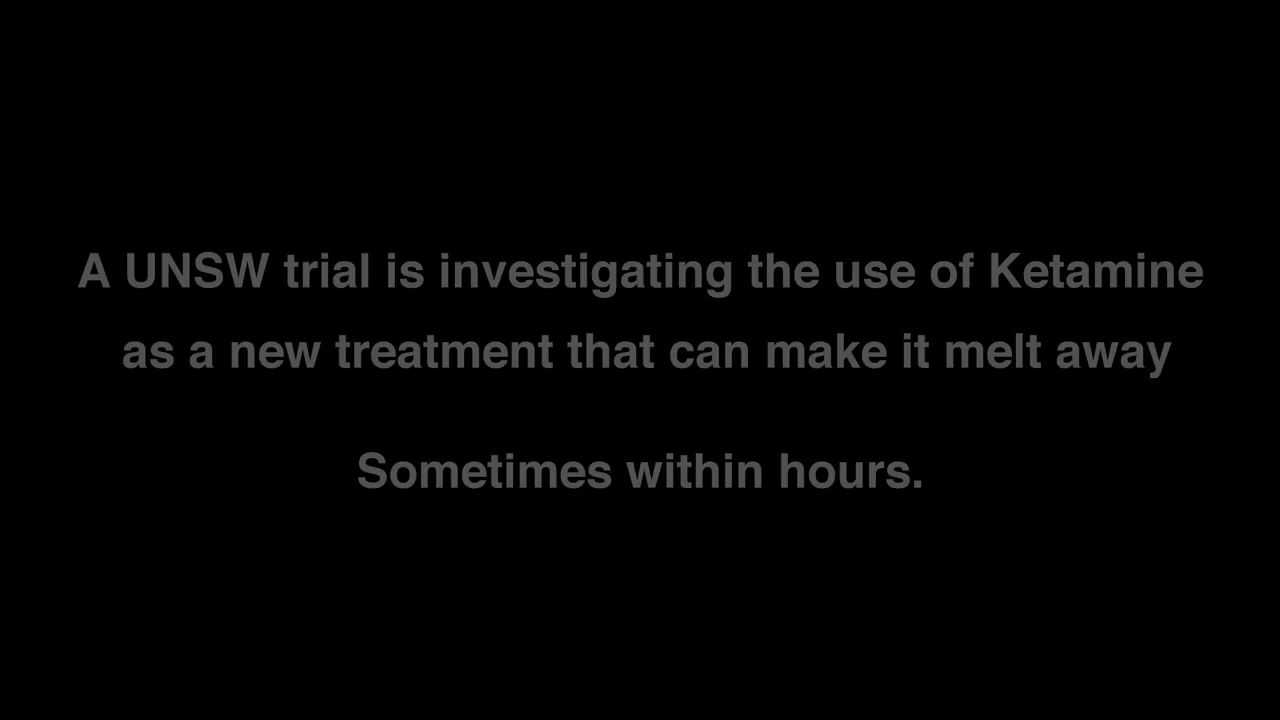 A UNSW trial is investigating the use of Ketamine
as a new treatment that can make it melt away
Sometimes within hours.